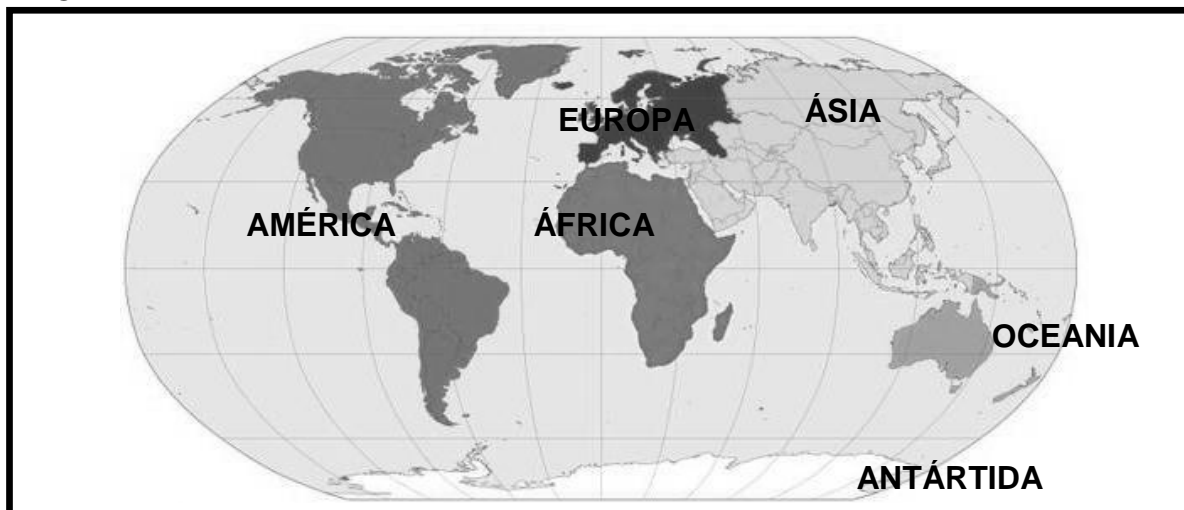 EUROPA
ÁSIA
AMÉRICA
ÁFRICA
OCEANIA
ANTÁRTIDA